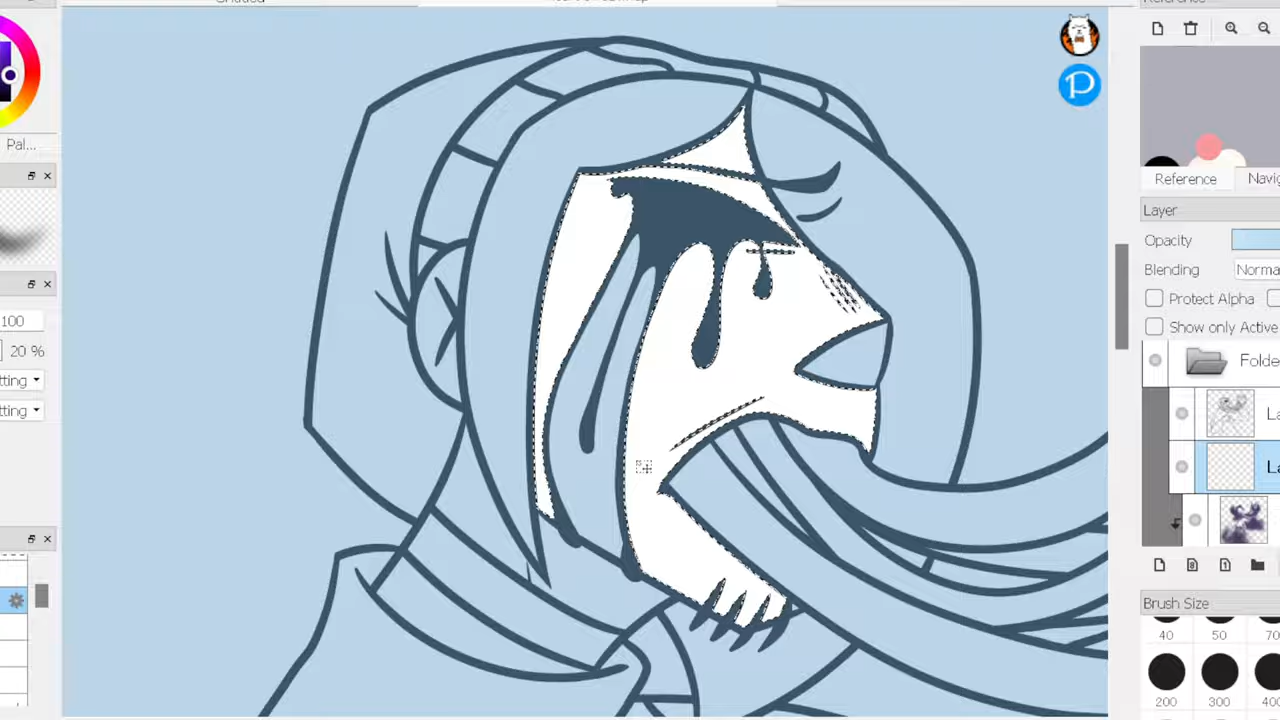 Untitled
Pal...
100
20 %
tting
tting
P
Reference
Navig
Layer
Opacity
Blending
Norma
Protect Alpha
Show only Active
Folde
La
La
Brush Size
40
50
70
200
300
400